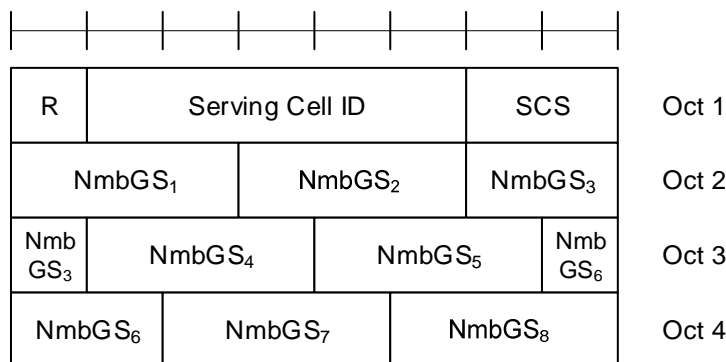 R Serving Cell ID SCS Oct 1
NmbGS₁ NmbGS₂ NmbGS₃ Oct 2
Nmb GS₃ NmbGS₄ NmbGS₅ Nmb GS₆ Oct 3
NmbGS₆ NmbGS₇ NmbGS₈ Oct 4